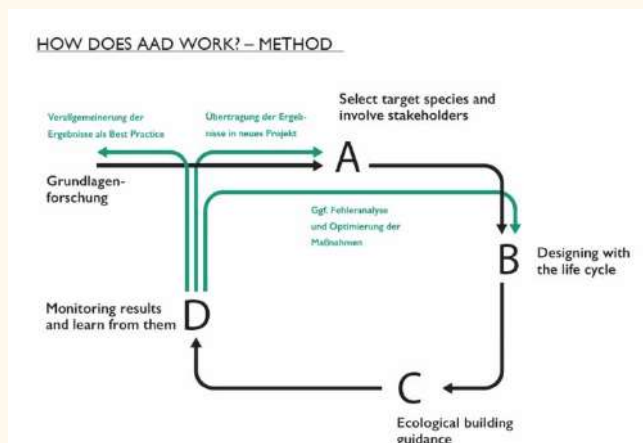 HOW DOES AAD WORK? – METHOD
Verallgemeinerung der
Ergebnisse als Best Practice
Übertragung der Ergeb-
nisse in neues Projekt
Select target species and
involve stakeholders
A
Grundlagen-
forschung
Ggf. Fehleranalyse
und Optimierung der
Maßnahmen
B
Designing with
the life cycle
Monitoring results
and learn from them
D
C
Ecological building
guidance